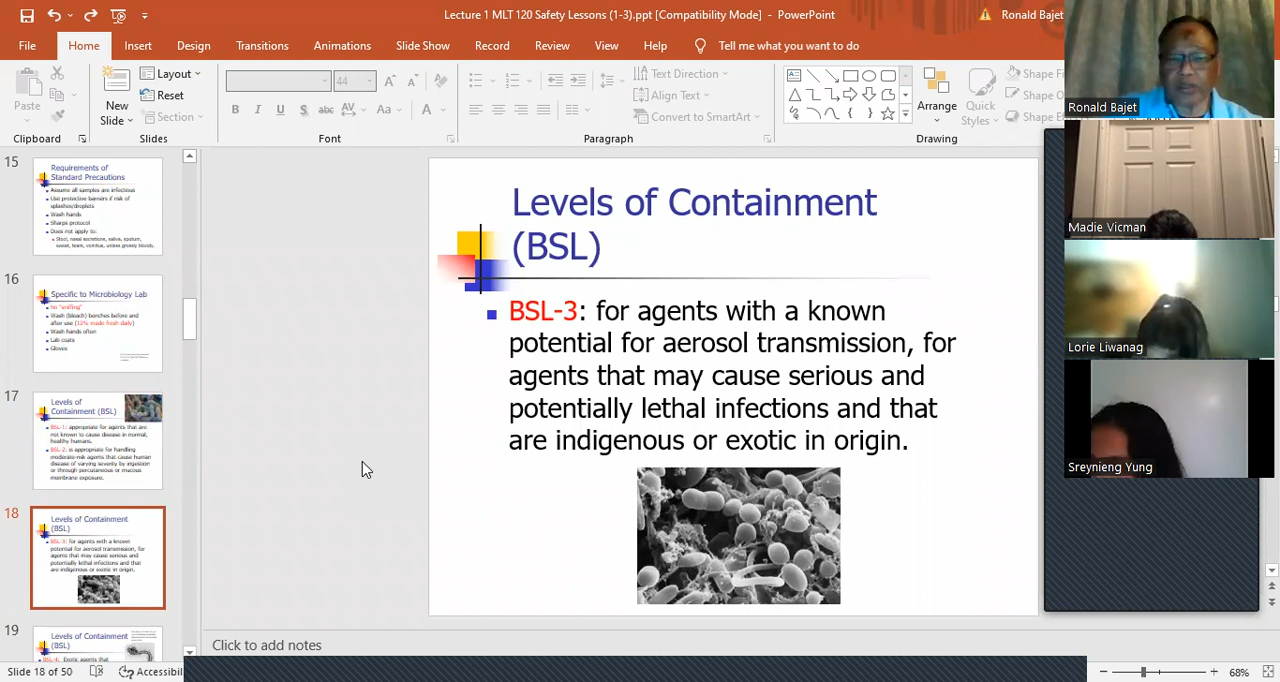 Lecture 1 MLT 120 Safety Lessons (1-3).ppt [Compatibility Mode] - PowerPoint
Ronald Bajet
File Home Insert Design Transitions Animations Slide Show Record Review View Help Tell me what you want to do
Paste
Clipboard
New
Slide
Layout
Reset
Section
Slides
44
B I U S abc AV Aa A
Font
Text Direction
Align Text
Convert to SmartArt
Paragraph
Arrange
Quick
Styles
Shape Fi
Shape O
Shape Ef
Drawing
15
Requirements of
Standard Precautions
Assume all samples are infectious
Use protective barriers if risk of
splashes/droplets
Wash hands
Sharps protocol
Does not apply to:
Stool, nasal secretions, saliva, sputum,
sweat, tears, vomitus, unless grossly bloody.
16
Specific to Microbiology Lab
No "sniffing"
Wash (bleach) benches before and
after use (10% made fresh daily)
Wash hands often
Lab coats
Gloves
17
Levels of
Containment (BSL)
BSL-1: appropriate for agents that are
not known to cause disease in normal,
healthy humans.
BSL-2: is appropriate for handling
moderate-risk agents that cause human
disease of varying severity by ingestion
or through percutaneous or mucous
membrane exposure.
18
Levels of Containment
(BSL)
BSL-3: for agents with a known
potential for aerosol transmission, for
agents that may cause serious and
potentially lethal infections and that
are indigenous or exotic in origin.
19
Levels of Containment
(BSL)
BSL-4: Exotic agents that
Levels of Containment
(BSL)
BSL-3: for agents with a known
potential for aerosol transmission, for
agents that may cause serious and
potentially lethal infections and that
are indigenous or exotic in origin.
Click to add notes
Slide 18 of 50
Accessibil
68%
Ronald Bajet
Madie Vicman
Lorie Liwanag
Sreynieng Yung